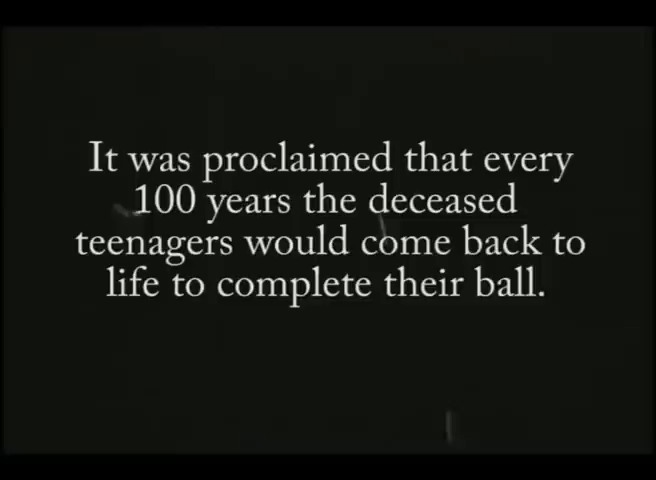 It was proclaimed that every
100 years the deceased
teenagers would come back to
life to complete their ball.